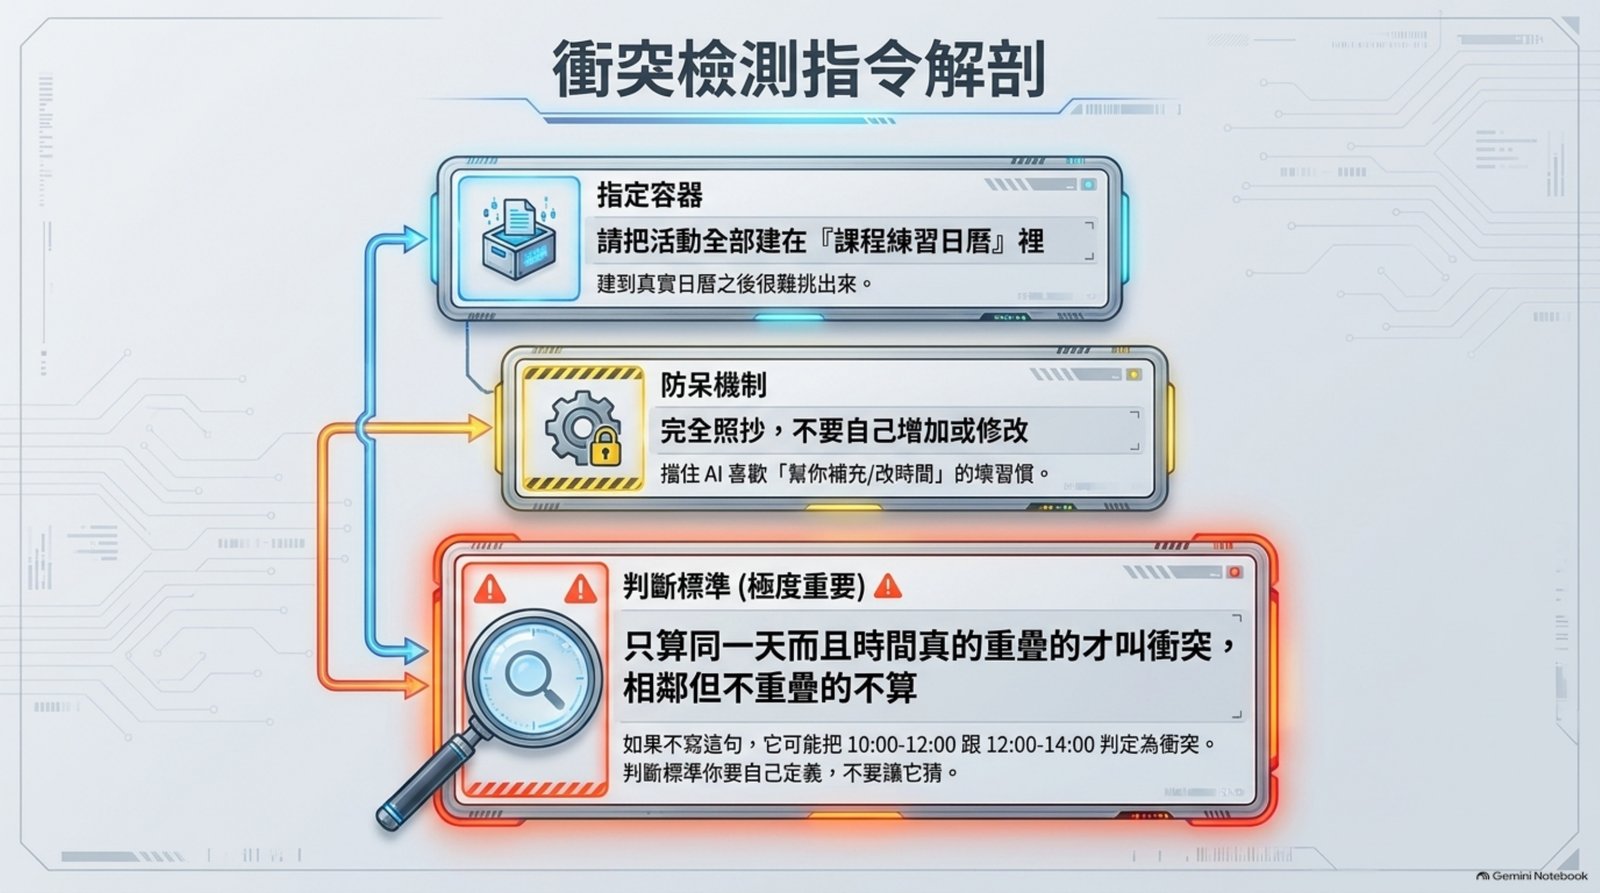 衝突檢測指令解剖
指定容器
請把活動全部建在『課程練習日曆』裡
建到真實日曆之後很難挑出來。
防呆機制
完全照抄，不要自己增加或修改
擋住 AI 喜歡「幫你補充/改時間」的壞習慣。
判斷標準 (極度重要)
只算同一天而且時間真的重疊的才叫衝突，
相鄰但不重疊的不算
如果不寫這句，它可能把 10:00-12:00 跟 12:00-14:00 判定為衝突。
判斷標準你要自己定義，不要讓它猜。
Gemini Notebook